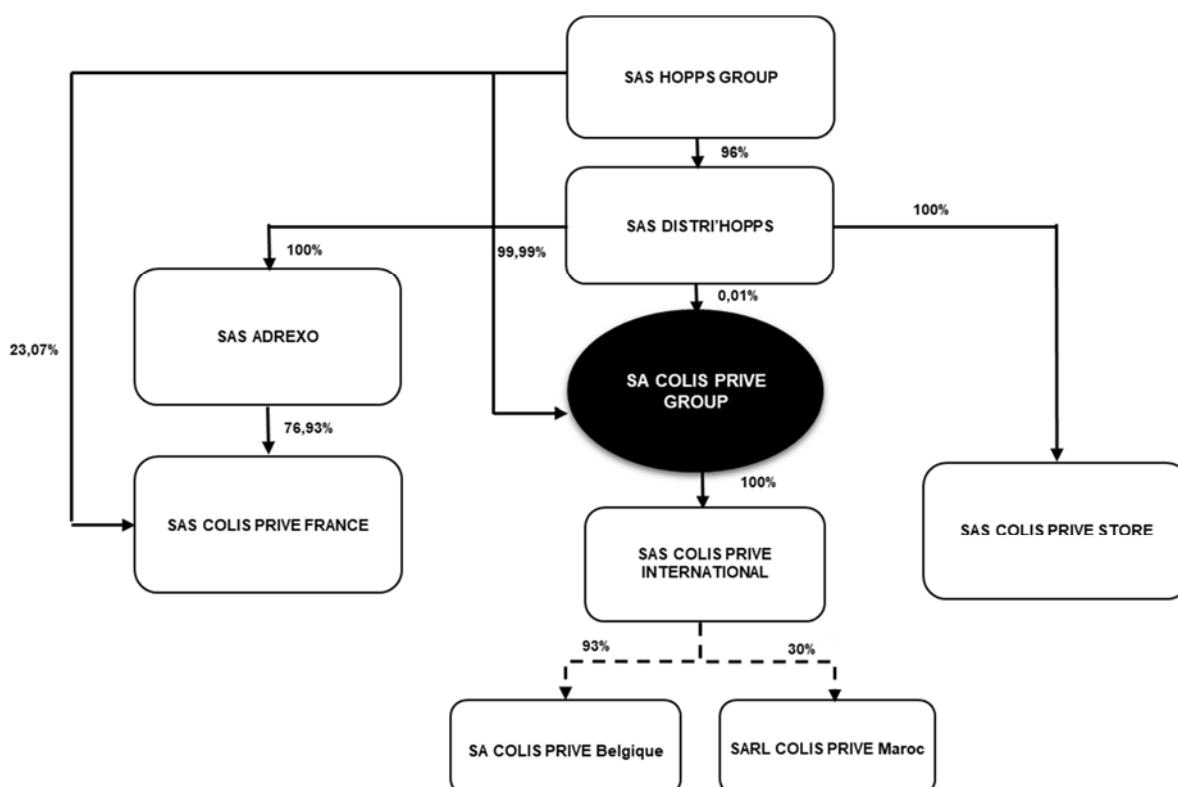 SAS HOPPS GROUP
96%
SAS DISTRI'HOPPS
100%
100%
99,99%
0,01%
SAS ADREXO
23,07%
SA COLIS PRIVE
GROUP
76,93%
100%
SAS COLIS PRIVE FRANCE
SAS COLIS PRIVE STORE
SAS COLIS PRIVE
INTERNATIONAL
93%
30%
SA COLIS PRIVE Belgique
SARL COLIS PRIVE Maroc